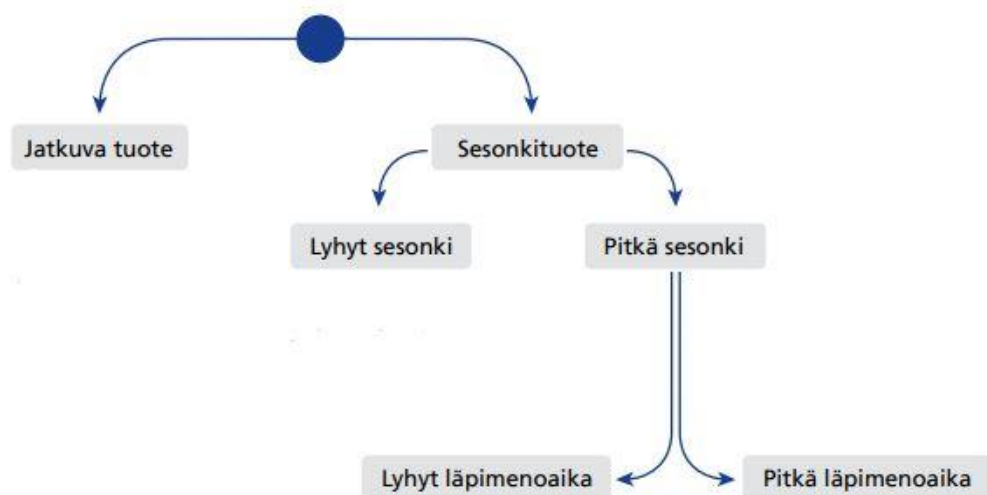 Jatkuva tuote
Sesonkituote
Lyhyt sesonki
Pitkä sesonki
Lyhyt läpimenoaika
Pitkä läpimenoaika